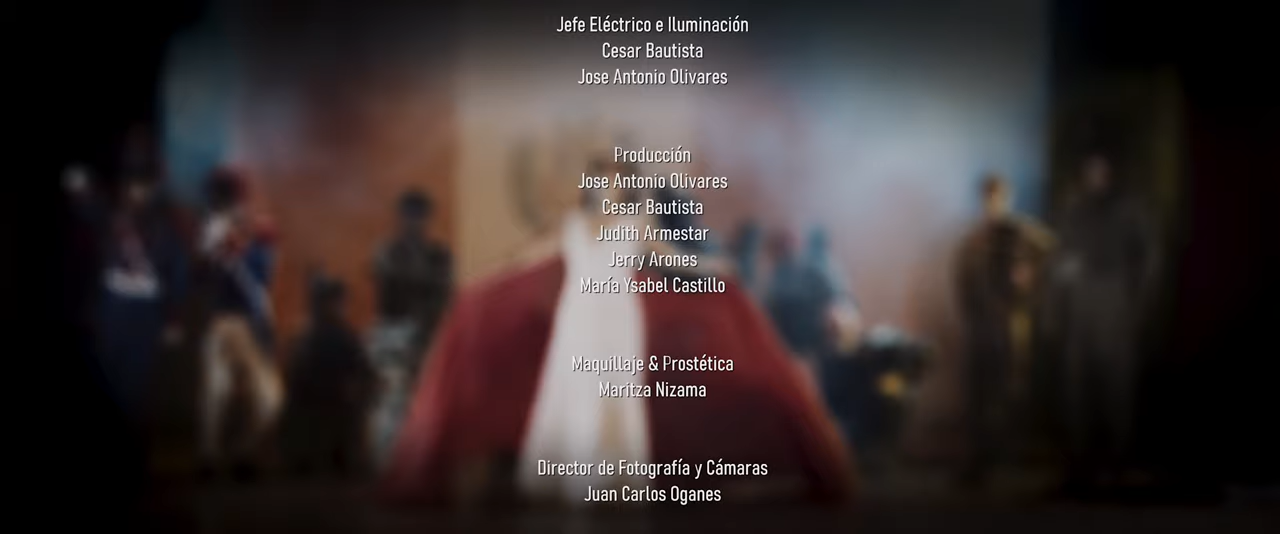 Jefe Eléctrico e Iluminación
Cesar Bautista
Jose Antonio Olivares
Producción
Jose Antonio Olivares
Cesar Bautista
Judith Armestar
Jerry Arones
María Ysabel Castillo
Maquillaje & Prostética
Maritza Nizama
Director de Fotografía y Cámaras
Juan Carlos Oganes